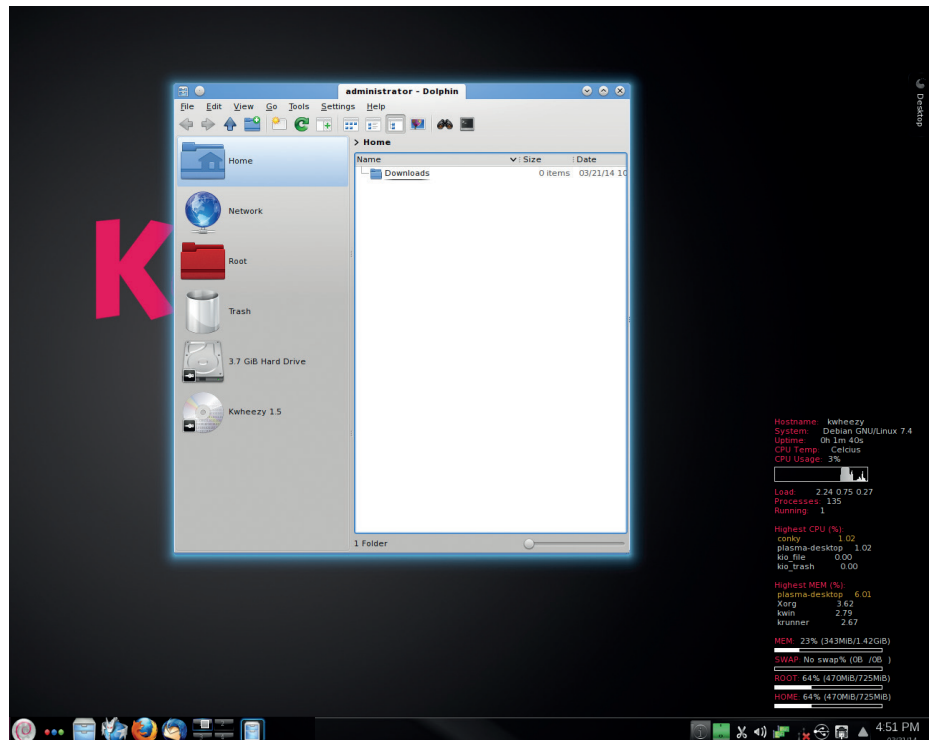 administrator - Dolphin
File Edit View Go Tools Settings Help
> Home
Name Size Date
Downloads 0 items 03/21/14 10
Home
Network
Root
Trash
3.7 GiB Hard Drive
Kwheezy 1.5
1 Folder
K
Desktop
Hostname: kwheezy
System: Debian GNU/Linux 7.4
Uptime: 0h 1m 40s
CPU Temp: Celcius
CPU Usage: 3%
Load: 2.24 0.75 0.27
Processes: 135
Running: 1
Highest CPU (%):
conky 1.02
plasma-desktop 1.02
kio_file 0.00
kio_trash 0.00
Highest MEM (%):
plasma-desktop 6.01
Xorg 3.62
kwin 2.79
krunner 2.67
MEM: 23% (343MiB/1.42GiB)
SWAP: No swap% (0B /0B )
ROOT: 64% (470MiB/725MiB)
HOME: 64% (470MiB/725MiB)
4:51 PM